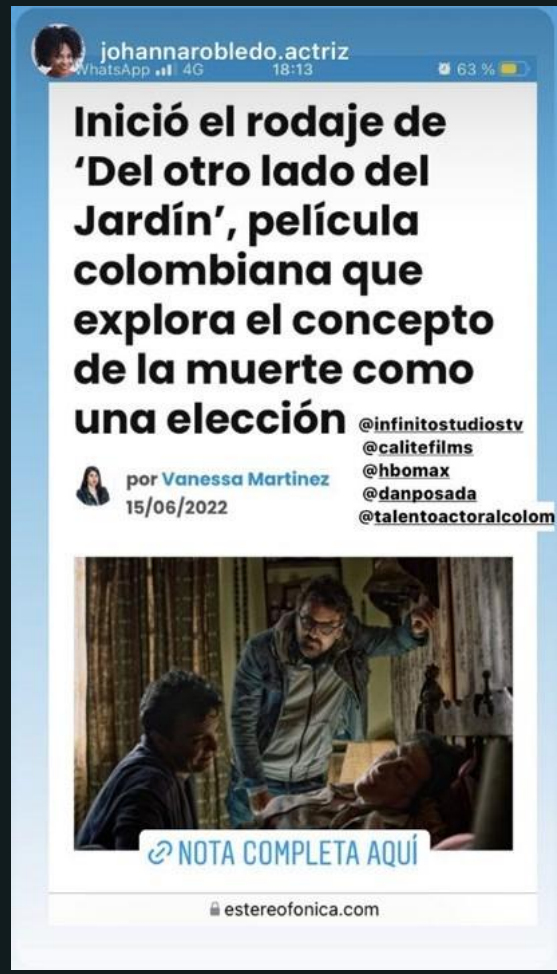 johannarobledo.actriz
WhatsApp 4G 18:13 63 %
Inició el rodaje de
‘Del otro lado del
Jardín’, película
colombiana que
explora el concepto
de la muerte como
una elección
@infinitostudiostv
@calitefilms
@hbomax
@danposada
@talentoactoralcolom
por Vanessa Martinez
15/06/2022
NOTA COMPLETA AQUÍ
estereofonica.com